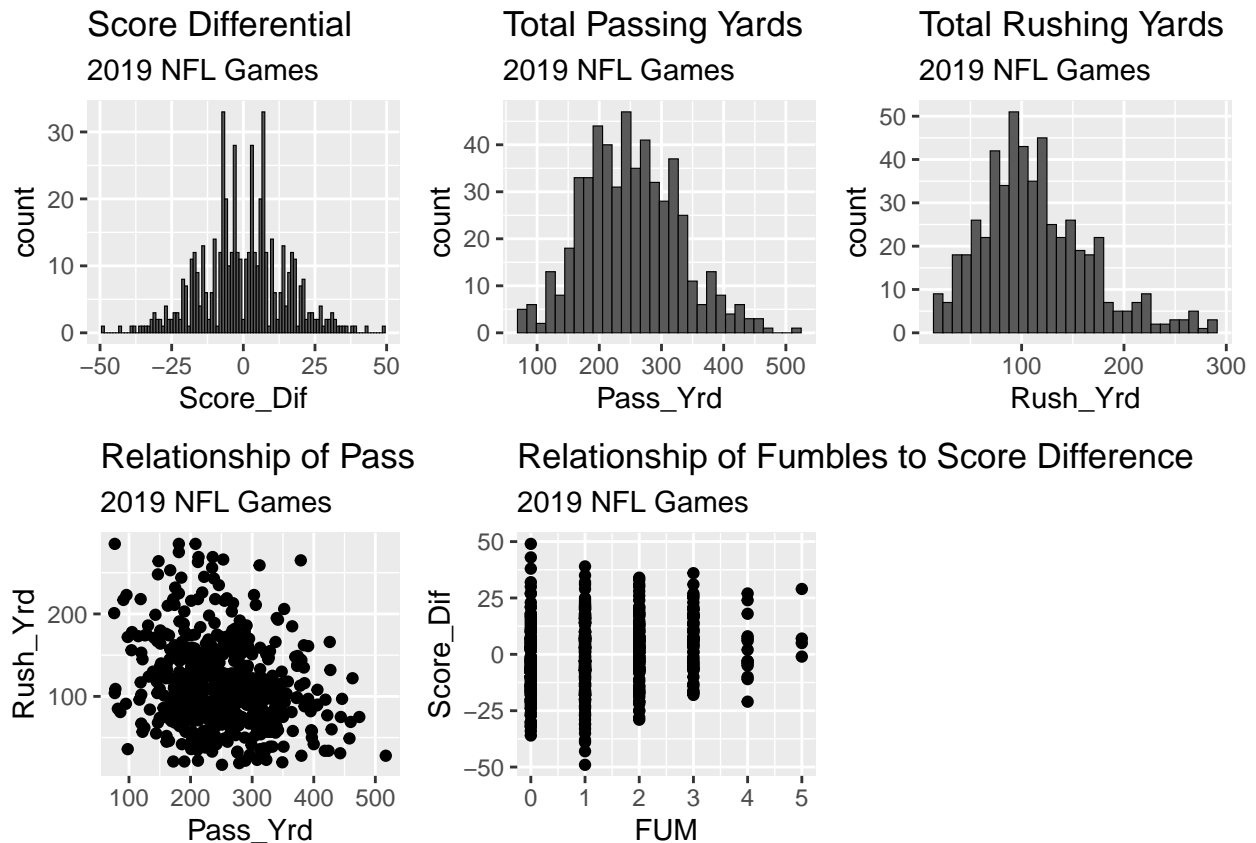 Score Differential
2019 NFL Games
count
30
20
10
0
−50 −25 0 25 50
Score_Dif
Total Passing Yards
2019 NFL Games
count
40
30
20
10
0
100 200 300 400 500
Pass_Yrd
Total Rushing Yards
2019 NFL Games
count
50
40
30
20
10
0
100 200 300
Rush_Yrd
Relationship of Pass
2019 NFL Games
Rush_Yrd
200
100
100 200 300 400 500
Pass_Yrd
Relationship of Fumbles to Score Difference
2019 NFL Games
Score_Dif
50
25
0
−25
−50
0 1 2 3 4 5
FUM